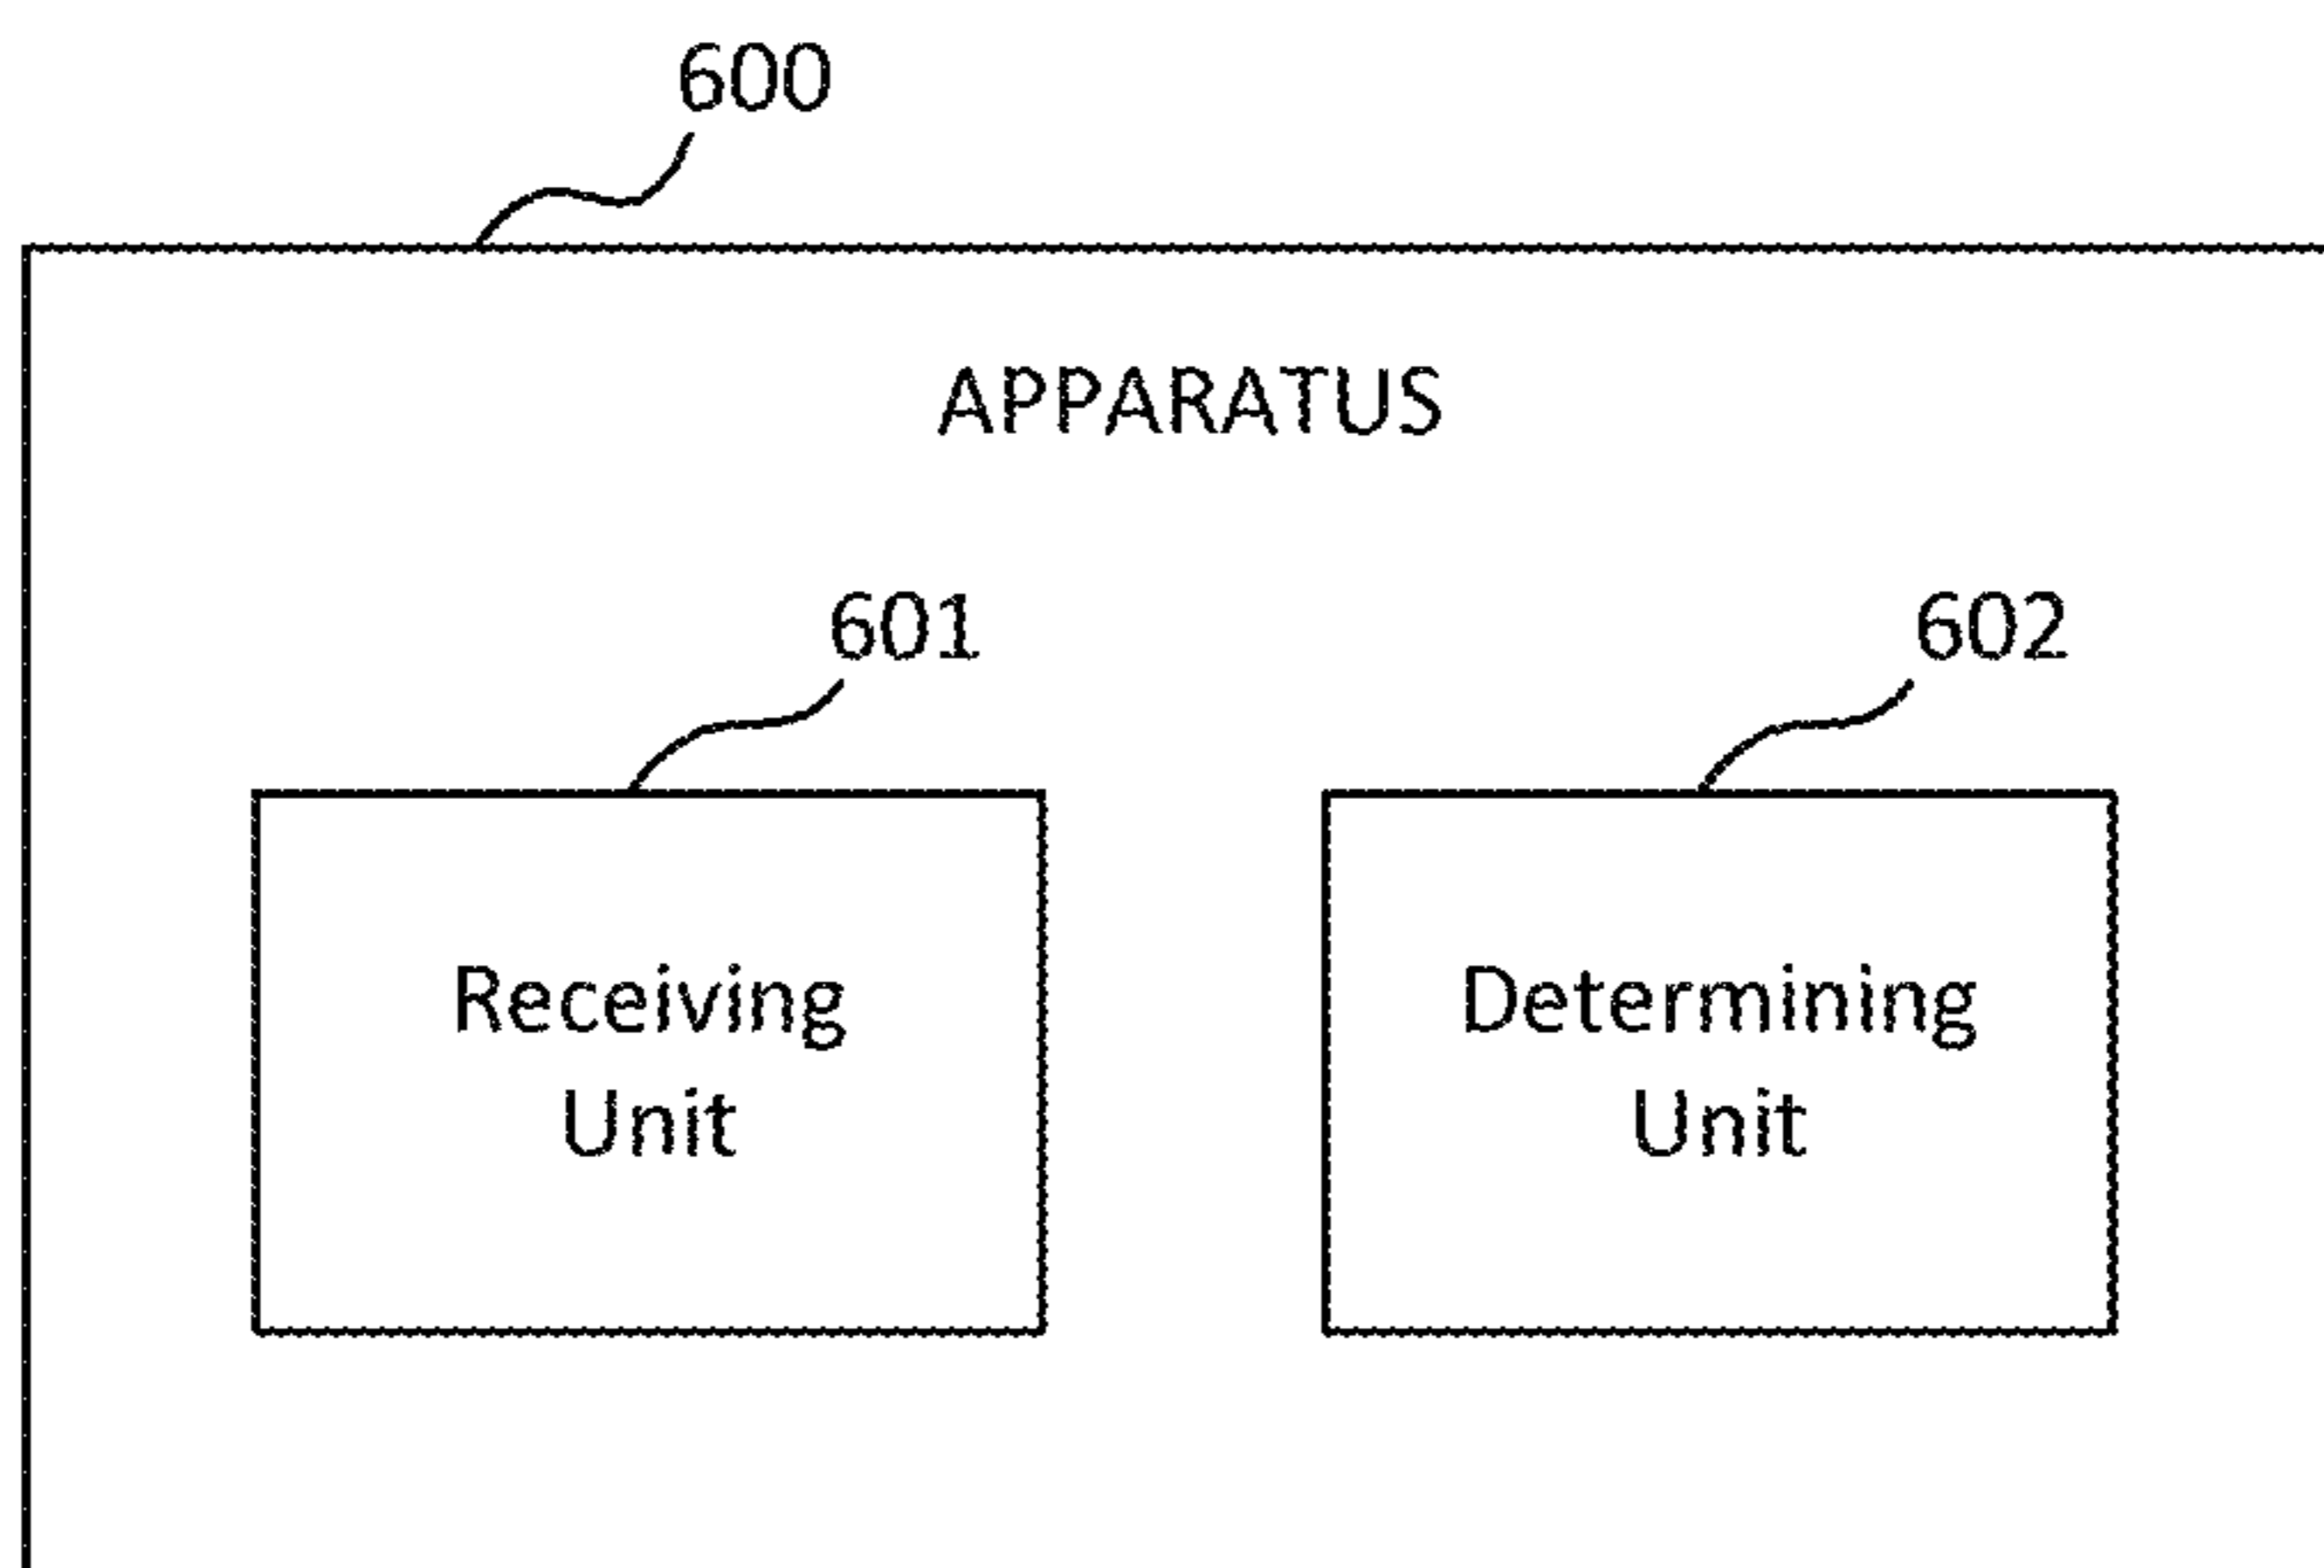 600
APPARATUS
601
602
Receiving
Unit
Determining
Unit